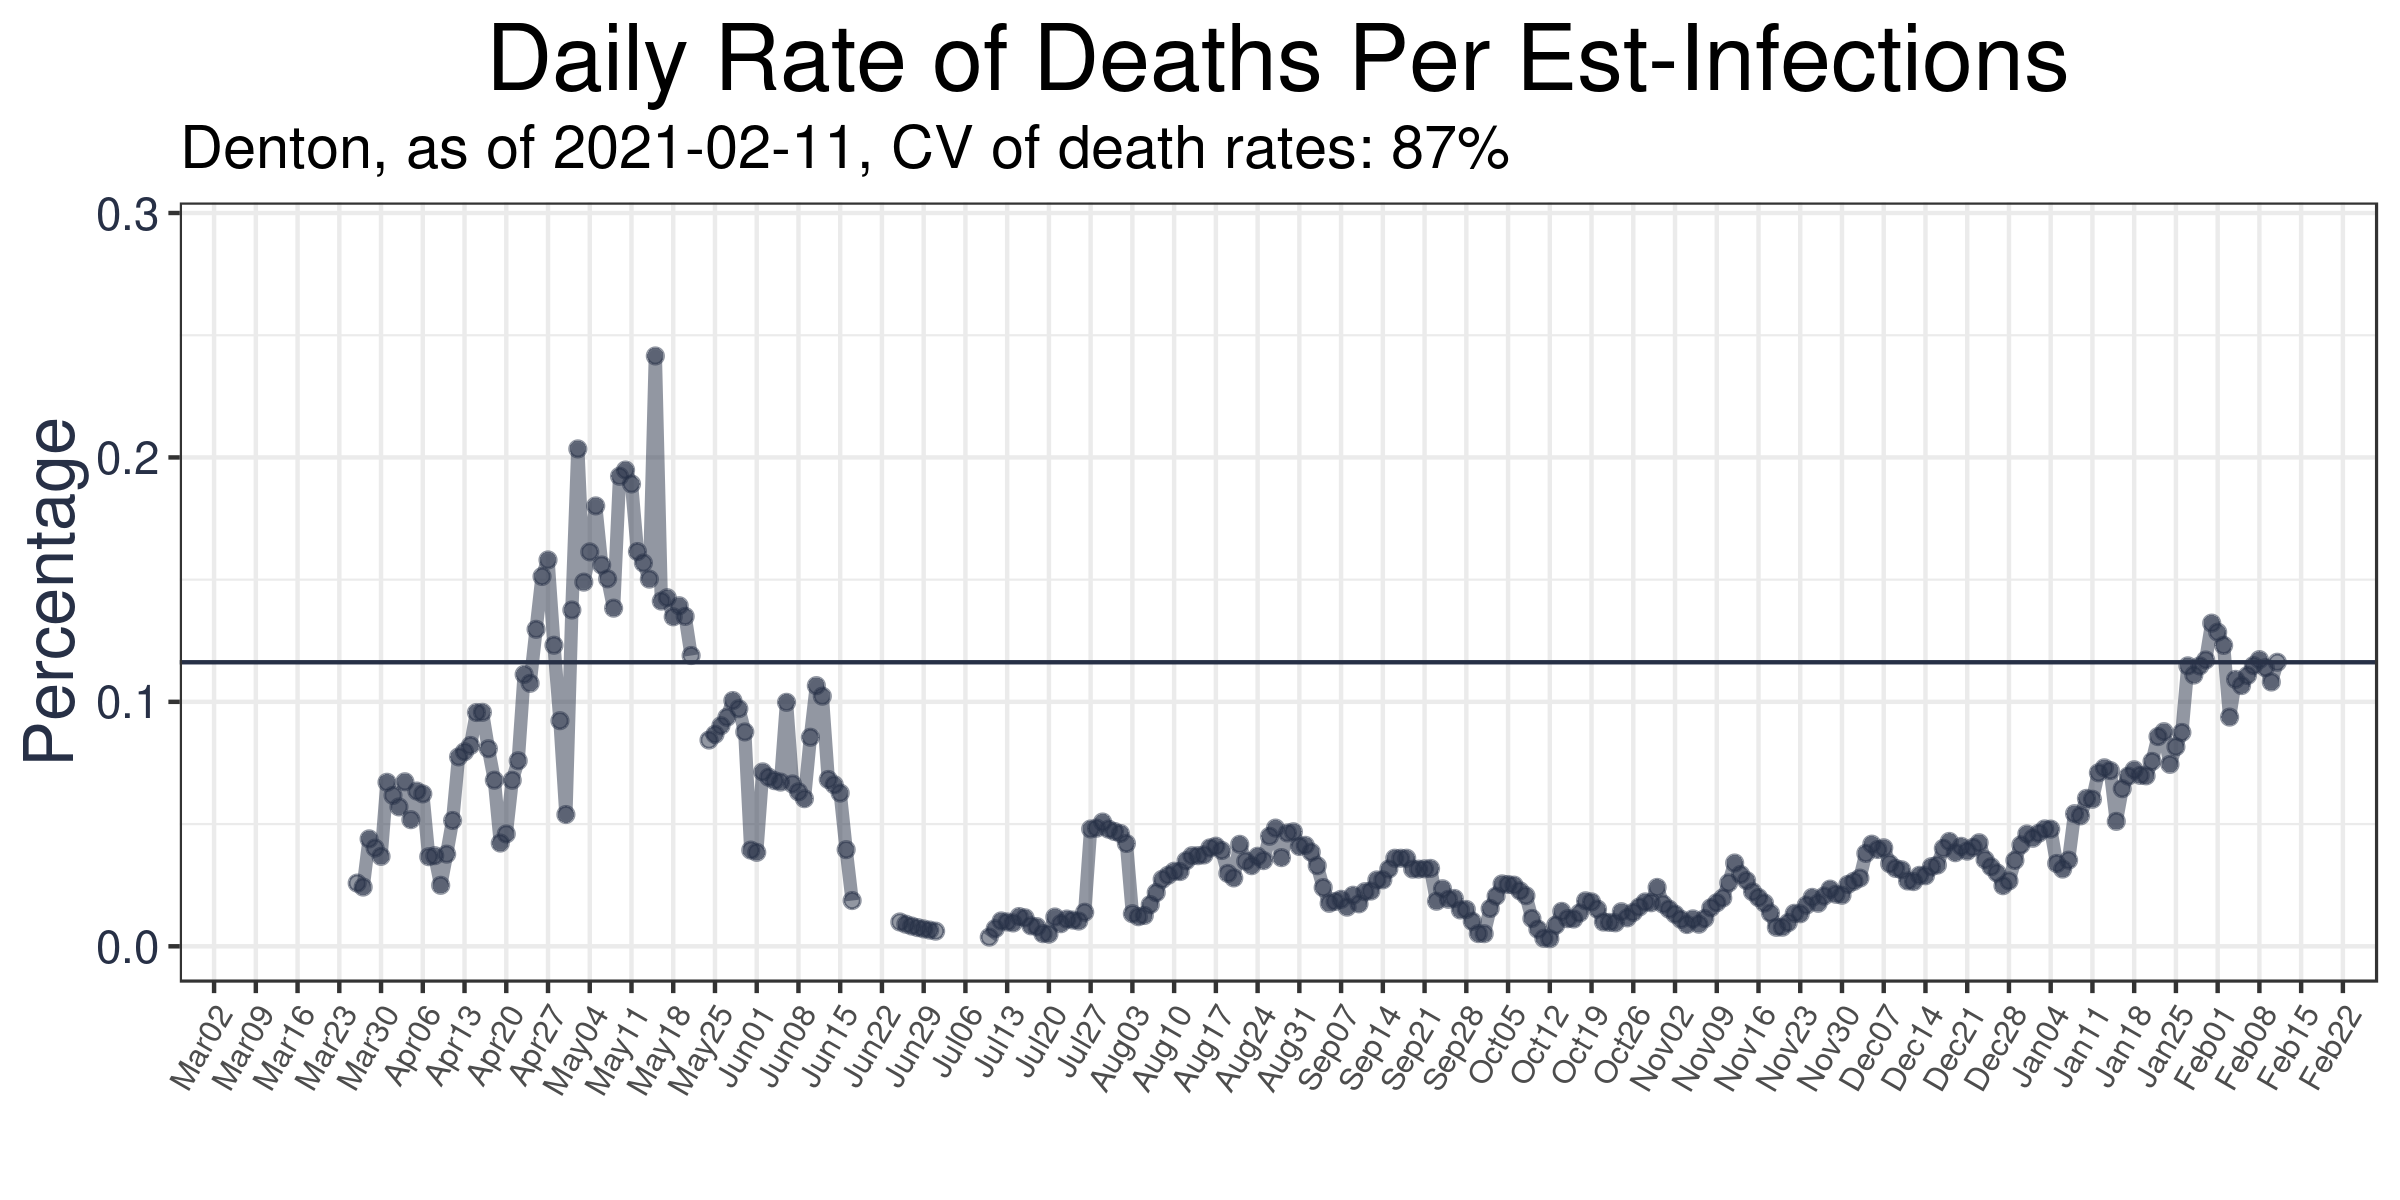 Daily Rate of Deaths Per Est-Infections
Denton, as of 2021-02-11, CV of death rates: 87%
Percentage
0.3
0.2
0.1
0.0
Mar02
Mar09
Mar16
Mar23
Mar30
Apr06
Apr13
Apr20
Apr27
May04
May11
May18
May25
Jun01
Jun08
Jun15
Jun22
Jun29
Jul06
Jul13
Jul20
Jul27
Aug03
Aug10
Aug17
Aug24
Aug31
Sep07
Sep14
Sep21
Sep28
Oct05
Oct12
Oct19
Oct26
Nov02
Nov09
Nov16
Nov23
Nov30
Dec07
Dec14
Dec21
Dec28
Jan04
Jan11
Jan18
Jan25
Feb01
Feb08
Feb15
Feb22